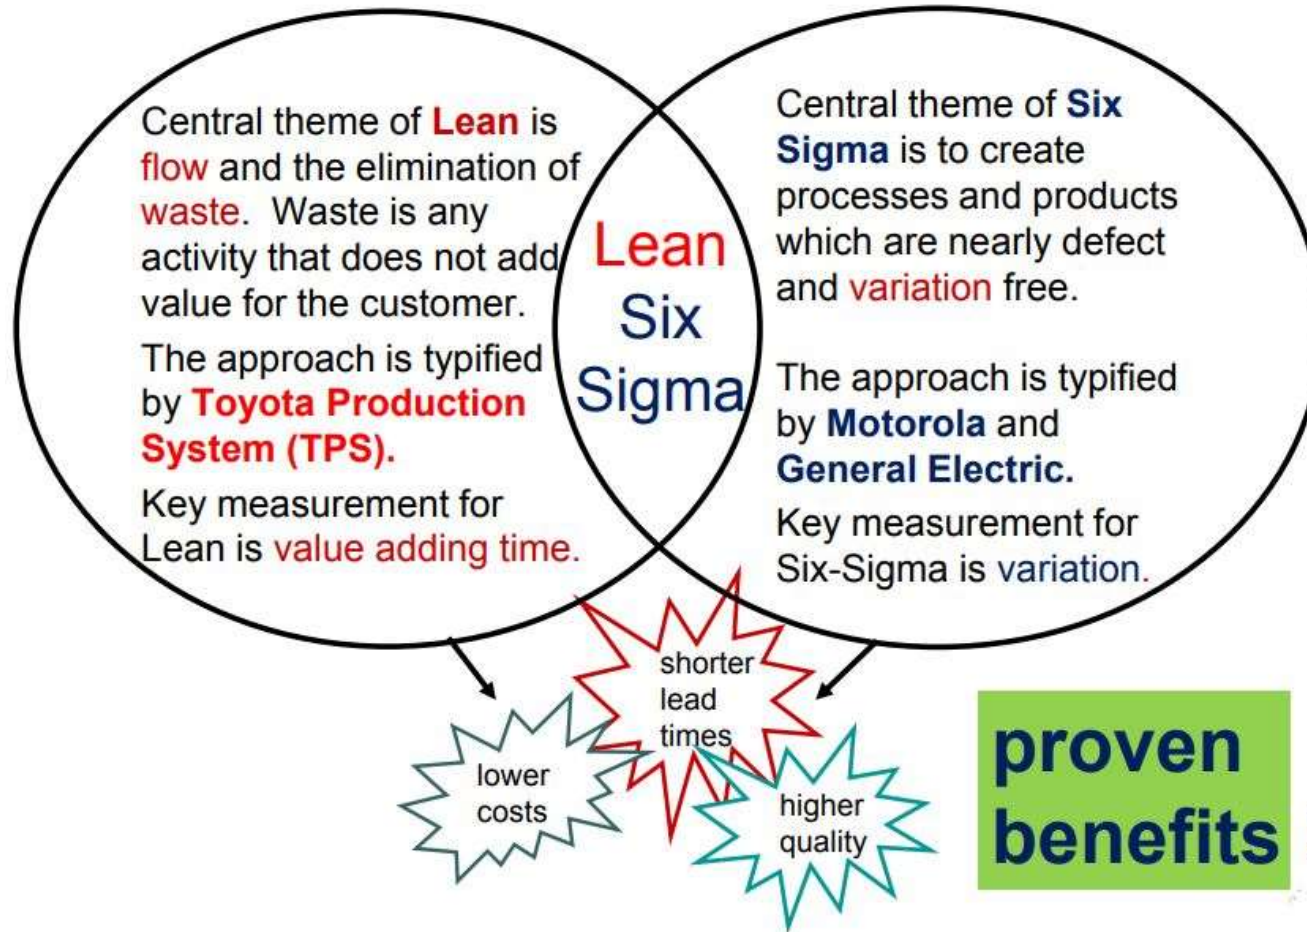 Central theme of Lean is
flow and the elimination of
waste. Waste is any
activity that does not add
value for the customer.
The approach is typified
by Toyota Production
System (TPS).
Key measurement for
Lean is value adding time.
Lean
Six
Sigma
Central theme of Six
Sigma is to create
processes and products
which are nearly defect
and variation free.
The approach is typified
by Motorola and
General Electric.
Key measurement for
Six-Sigma is variation.
shorter
lead
times
lower
costs
higher
quality
proven
benefits